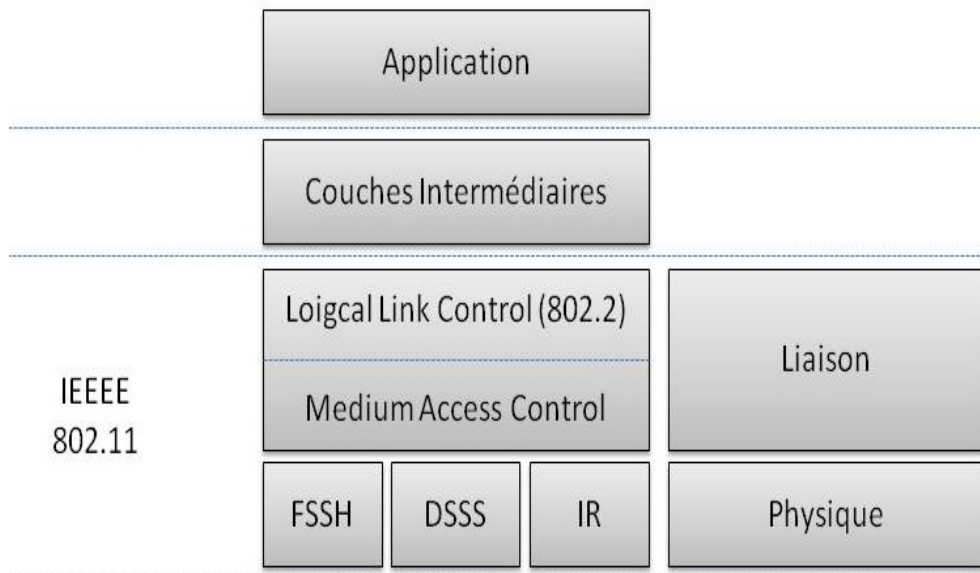 Application
Couches Intermédiaires
Loigcal Link Control (802.2)
Liaison
IEEEE
802.11
Medium Access Control
FSSH
DSSS
IR
Physique